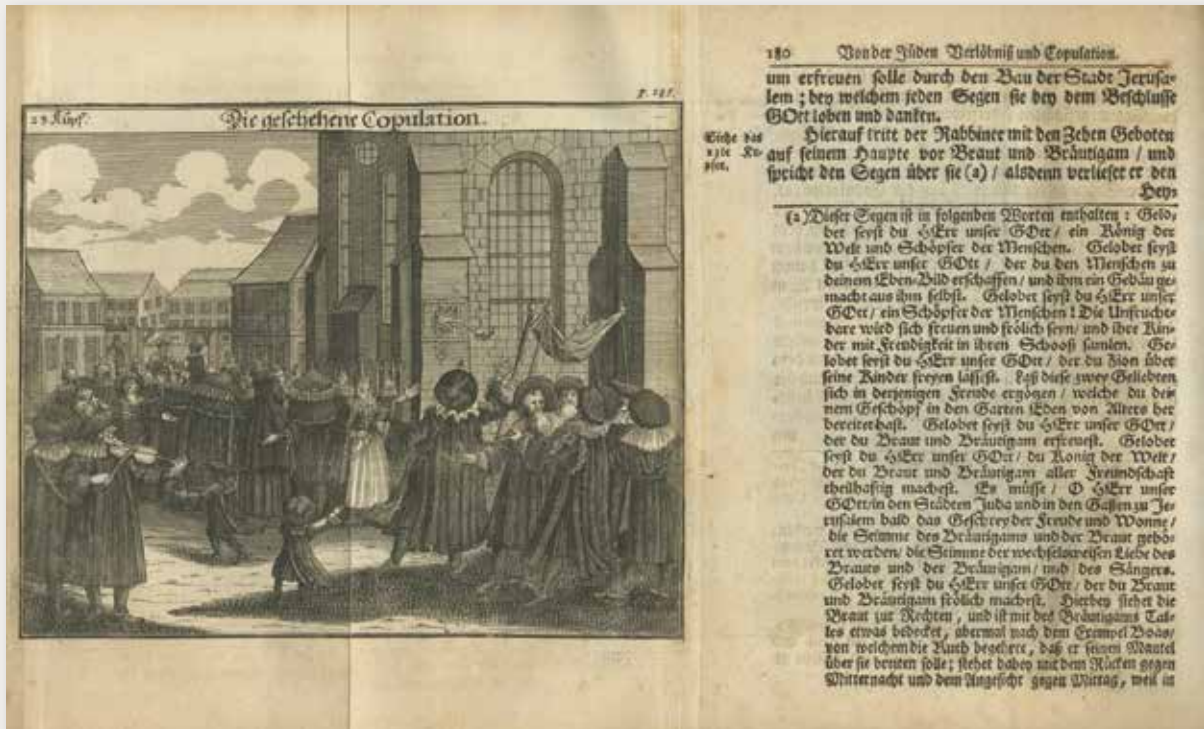 p. 181.
23 Kupf.
Die geschehene Copulation.
180 Von der Jüden Verlöbniß und Copulation.
um erfreuen solle durch den Bau der Stadt Jerusa-
lem; bey welchem jeden Segen sie bey dem Beschlusse
GOtt loben und danken.
Siehe das
23te Ku-
pfer.
Hierauf tritt der Rabbiner mit den Zehen Geboten
auf seinem Haupte vor Braut und Bräutigam / und
spricht den Segen über sie (a) / alsdenn verlieset er den
Hey-
(a) Dieser Segen ist in folgenden Worten enthalten: Gelo-
bet seyst du HErr unser GOtt / ein König der
Welt und Schöpfer der Menschen. Gelobet seyst
du HErr unser GOtt / der du den Menschen zu
deinem Eben-Bild erschaffen / und ihm ein Gebäu ge-
macht aus ihm selbst. Gelobet seyst du HErr unser
GOtt / ein Schöpfer der Menschen! Die Unfrucht-
bare wird sich freuen und frölich seyn / und ihre Kin-
der mit Freudigkeit in ihren Schooß samlen. Ge-
lobet seyst du HErr unser GOtt / der du Zion über
seine Kinder freyen lässest. Laß diese zwey Geliebten
sich in derjenigen Freude ergözen / welche du dei-
nem Geschöpf in den Garten Eden von Alters her
bereitet hast. Gelobet seyst du HErr unser GOtt /
der du Braut und Bräutigam erfreuest. Gelobet
seyst du HErr unser GOtt / du König der Welt /
der du Braut und Bräutigam aller Freundschaft
theilhaftig machest. Es müsse / O HErr unser
GOtt / in den Städten Juda und in den Gaßen zu Je-
rusalem bald das Geschrey der Freude und Wonne /
die Stimme des Bräutigams und der Braut gehö-
ret werden / die Stimme der wechselsweisen Liebe des
Brauts und der Bräutigam / und des Sängers.
Gelobet seyst du HErr unser GOtt / der du Braut
und Bräutigam frölich machest. Hierbey stehet die
Braut zur Rechten, und ist mit des Bräutigams Tal-
les etwas bedecket, abermal nach dem Exempel Boas /
von welchem die Ruth begehrte, daß er seinen Mantel
über sie breiten solle; stehet dabey mit dem Rücken gegen
Mitternacht und dem Angesicht gegen Mittag, weil in